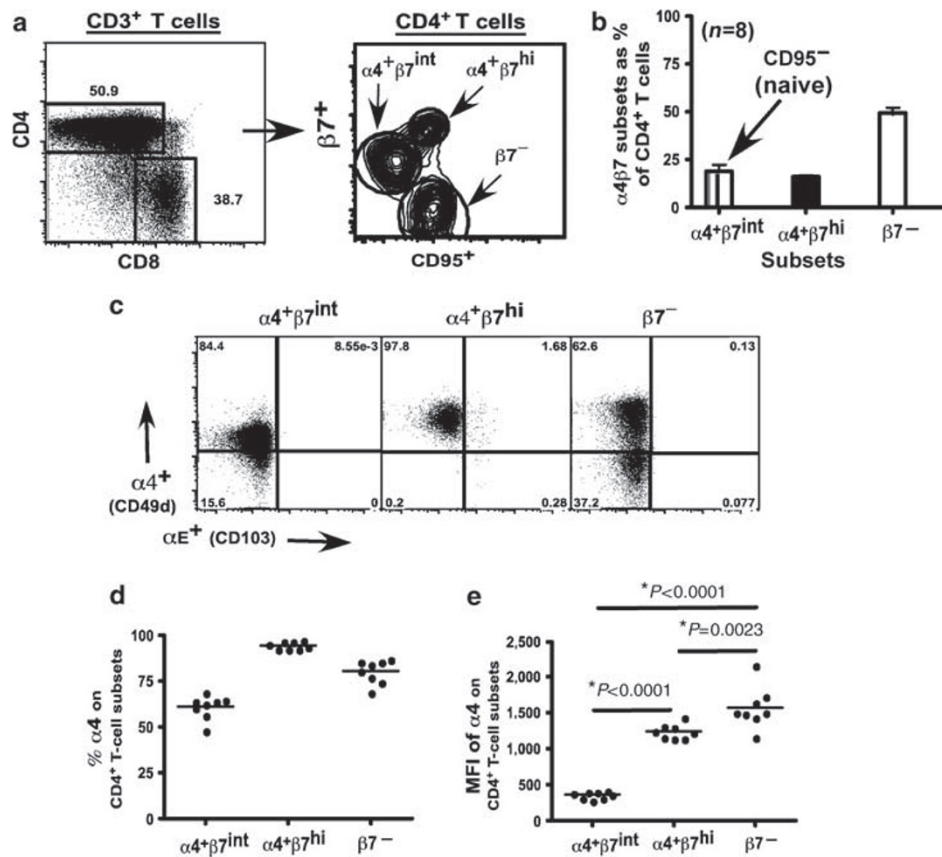 a
CD3+ T cells
50.9
38.7
CD4
CD8
CD4+ T cells
α4+β7int
α4+β7hi
β7−
β7+
CD95+
b
(n=8)
CD95−
(naive)
α4β7 subsets as %
of CD4+ T cells
100
75
50
25
0
α4+β7int
α4+β7hi
β7−
Subsets
c
α4+β7int
α4+β7hi
β7−
84.4
8.55e-3
97.8
1.68
62.6
0.13
15.6
0
0.2
0.28
37.2
0.077
α4+
(CD49d)
αE+ (CD103)
d
% α4 on
CD4+ T-cell subsets
100
75
50
25
0
α4+β7int
α4+β7hi
β7−
e
*P<0.0001
*P=0.0023
*P<0.0001
MFI of α4 on
CD4+ T-cell subsets
2,500
2,000
1,500
1,000
500
0
α4+β7int
α4+β7hi
β7−